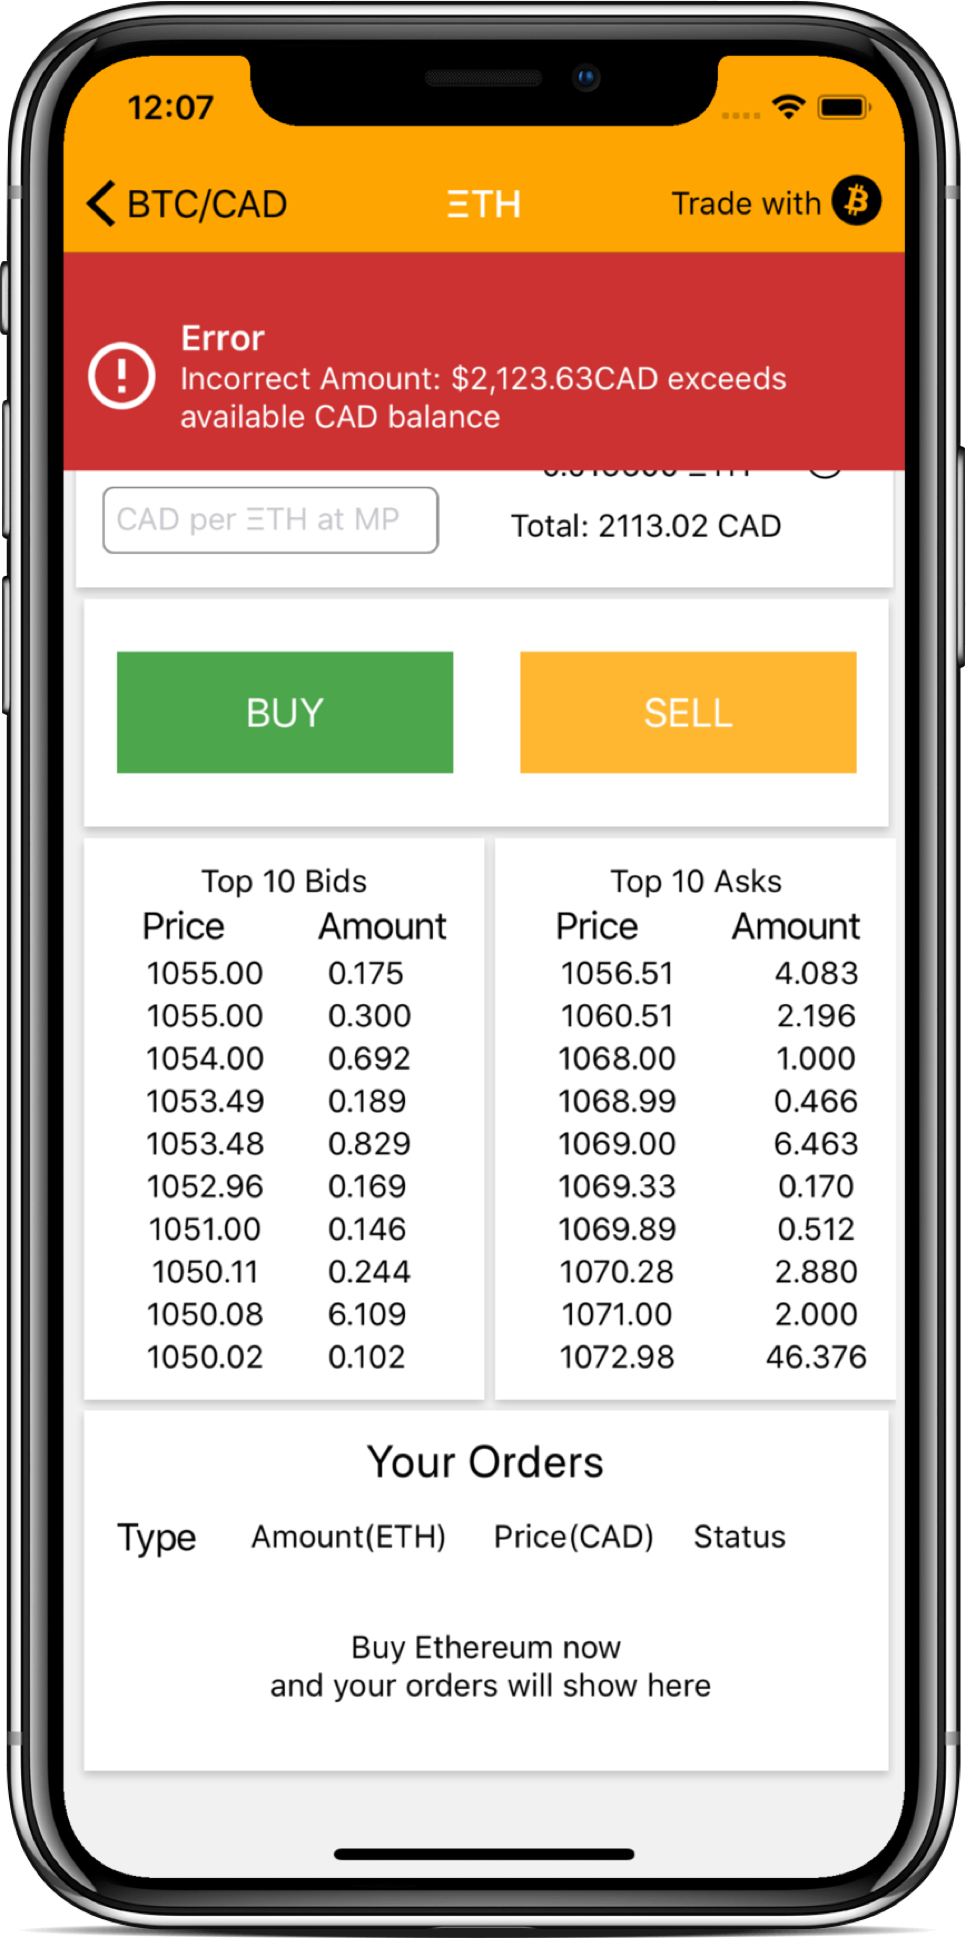 12:07
BTC/CAD
ΞTH
Trade with
Error
Incorrect Amount: $2,123.63CAD exceeds
available CAD balance
CAD per ΞTH at MP
Total: 2113.02 CAD
BUY
SELL
Top 10 Bids
Price Amount
1055.00 0.175
1055.00 0.300
1054.00 0.692
1053.49 0.189
1053.48 0.829
1052.96 0.169
1051.00 0.146
1050.11 0.244
1050.08 6.109
1050.02 0.102
Top 10 Asks
Price Amount
1056.51 4.083
1060.51 2.196
1068.00 1.000
1068.99 0.466
1069.00 6.463
1069.33 0.170
1069.89 0.512
1070.28 2.880
1071.00 2.000
1072.98 46.376
Your Orders
Type Amount(ETH) Price(CAD) Status
Buy Ethereum now
and your orders will show here